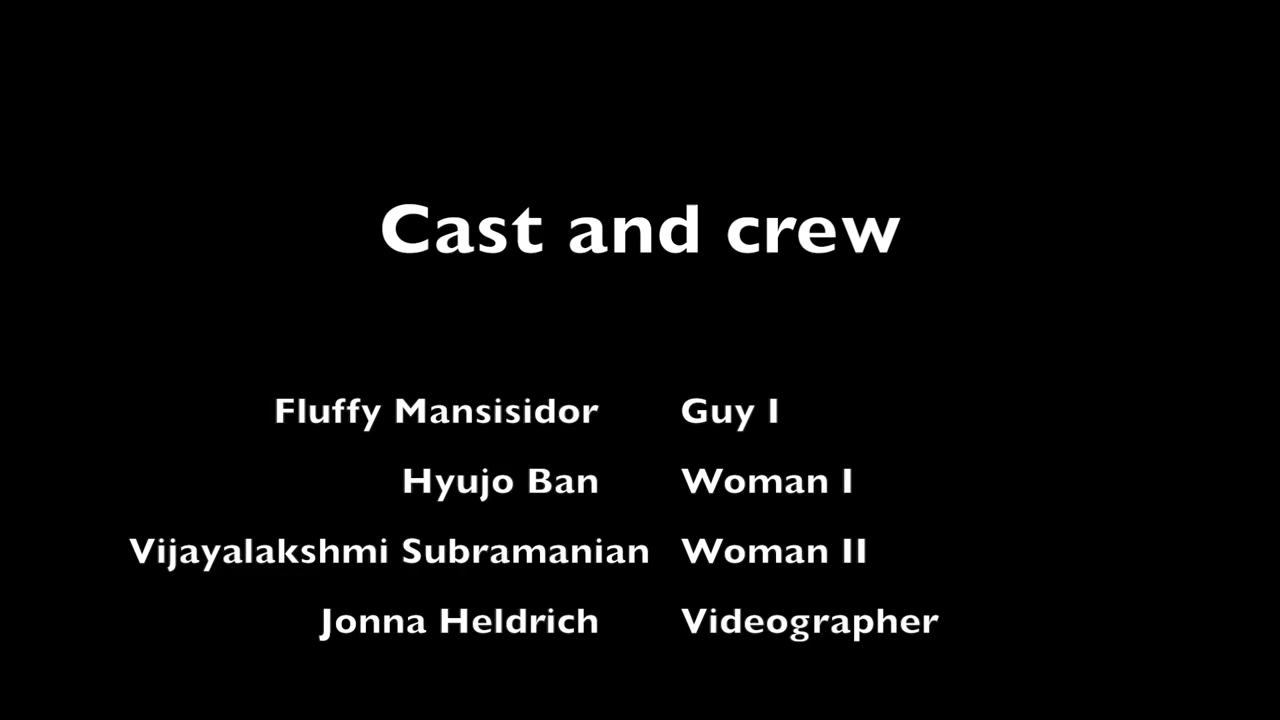 Cast and crew
Fluffy Mansisidor Guy I
Hyujo Ban Woman I
Vijayalakshmi Subramanian Woman II
Jonna Heldrich Videographer